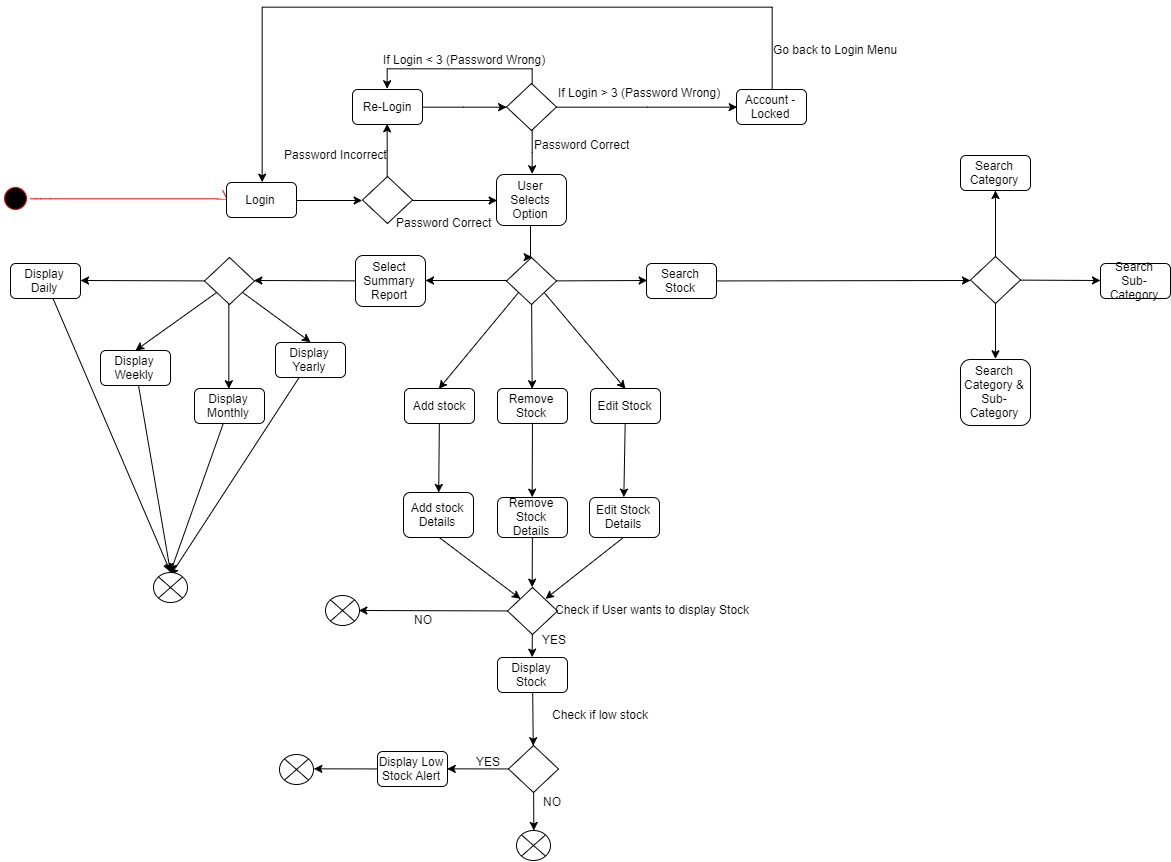 Go back to Login Menu
If Login < 3 (Password Wrong)
Re-Login
If Login > 3 (Password Wrong)
Account -
Locked
Password Incorrect
Password Correct
Login
Password Correct
User
Selects
Option
Search
Category
Display
Daily
Select
Summary
Report
Search
Stock
Search
Sub-
Category
Display
Weekly
Display
Yearly
Display
Monthly
Add stock
Remove
Stock
Edit Stock
Search
Category &
Sub-
Category
Add stock
Details
Remove
Stock
Details
Edit Stock
Details
Check if User wants to display Stock
NO
YES
Display
Stock
Check if low stock
Display Low
Stock Alert
YES
NO